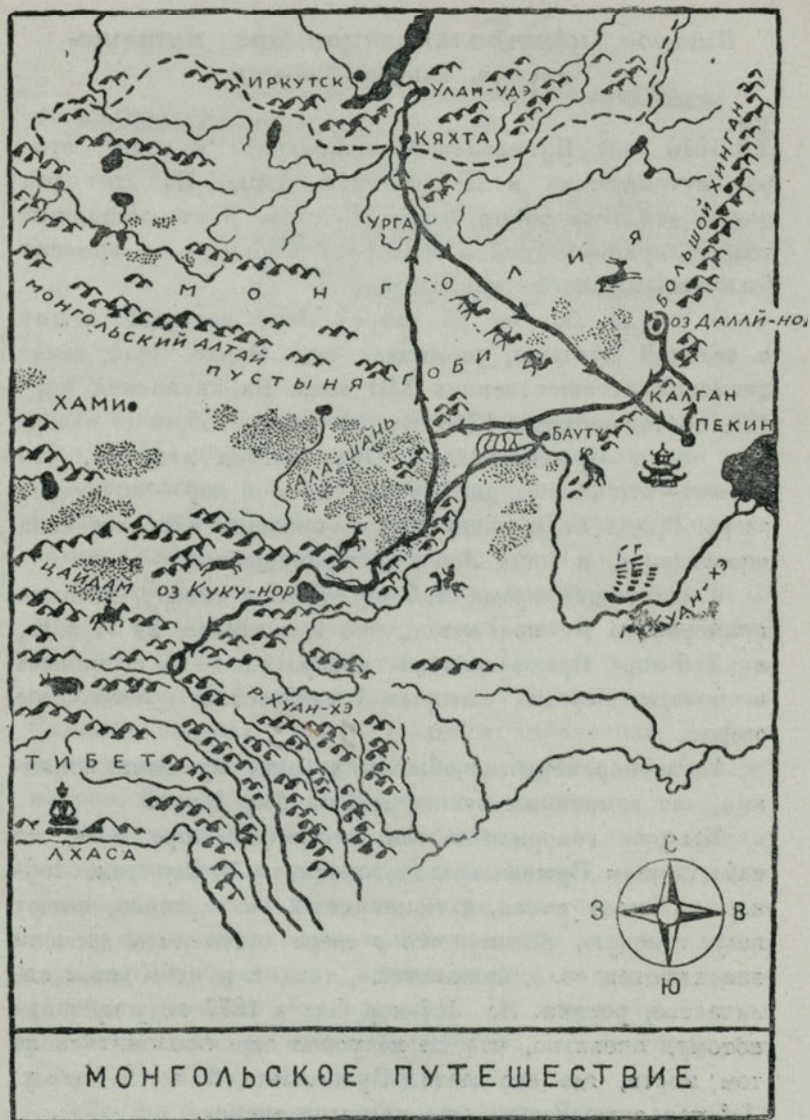 ИРКУТСК
УЛАН-УДЭ
КЯХТА
УРГА
БОЛЬШОЙ ХИНГАН
МОНГОЛИЯ
МОНГОЛЬСКИЙ АЛТАЙ
ПУСТЫНЯ ГОБИ
ОЗ ДАЛАЙ-НОР
КАЛГАН
ПЕКИН
ХАМИ
БАУТУ
АЛА-ШАНЬ
ЦАЙДАМ
ОЗ КУКУ-НОР
ХУАН-ХЭ
Р. ХУАН-ХЭ
ТИБЕТ
ЛХАСА
С
З В
Ю
МОНГОЛЬСКОЕ ПУТЕШЕСТВИЕ